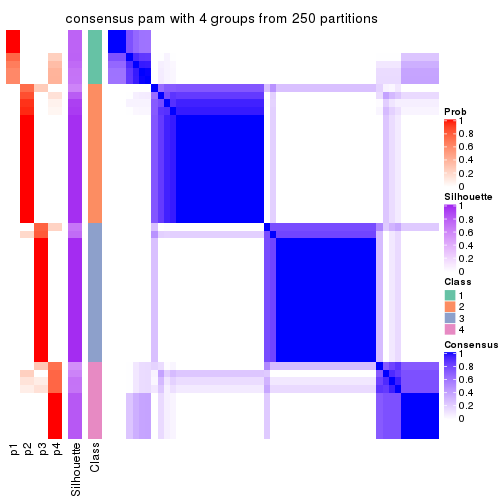 consensus pam with 4 groups from 250 partitions
Prob
1
0.8
0.6
0.4
0.2
0
Silhouette
1
0.8
0.6
0.4
0.2
0
Class
1
2
3
4
Consensus
1
0.8
0.6
0.4
0.2
0
p1
p2
p3
p4
Silhouette
Class